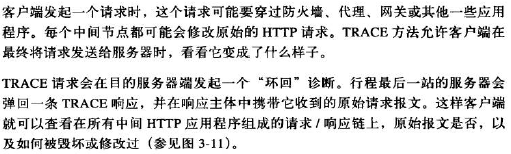 客户端发起一个请求时，这个请求可能要穿过防火墙、代理、网关或其他一些应用
程序。每个中间节点都可能会修改原始的 HTTP 请求。TRACE 方法允许客户端在
最终将请求发送给服务器时，看看它变成了什么样子。
TRACE 请求会在目的服务器端发起一个“环回”诊断。行程最后一站的服务器会
弹回一条 TRACE 响应，并在响应主体中携带它收到的原始请求报文。这样客户端
就可以查看在所有中间 HTTP 应用程序组成的请求 / 响应链上，原始报文是否，以
及如何被毁坏或修改过（参见图 3-11）。